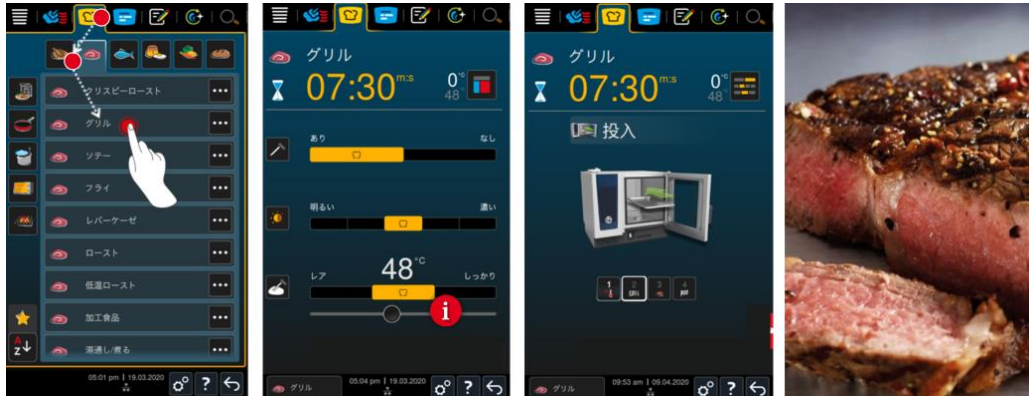 クリスピーロースト
グリル
ソテー
フライ
レバーケーゼ
ロースト
低温ロースト
加工食品
湯通し/煮る
A
Z
05:01 pm | 19.03.2020
?
グリル
07:30 m:s
0°C
48°
あり なし
明るい 濃い
48°C
レア しっかり
i
グリル
05:04 pm | 19.03.2020
?
グリル
07:30 m:s
0°C
48°
投入
1 2 3 4
グリル
09:53 am | 09.04.2020
?